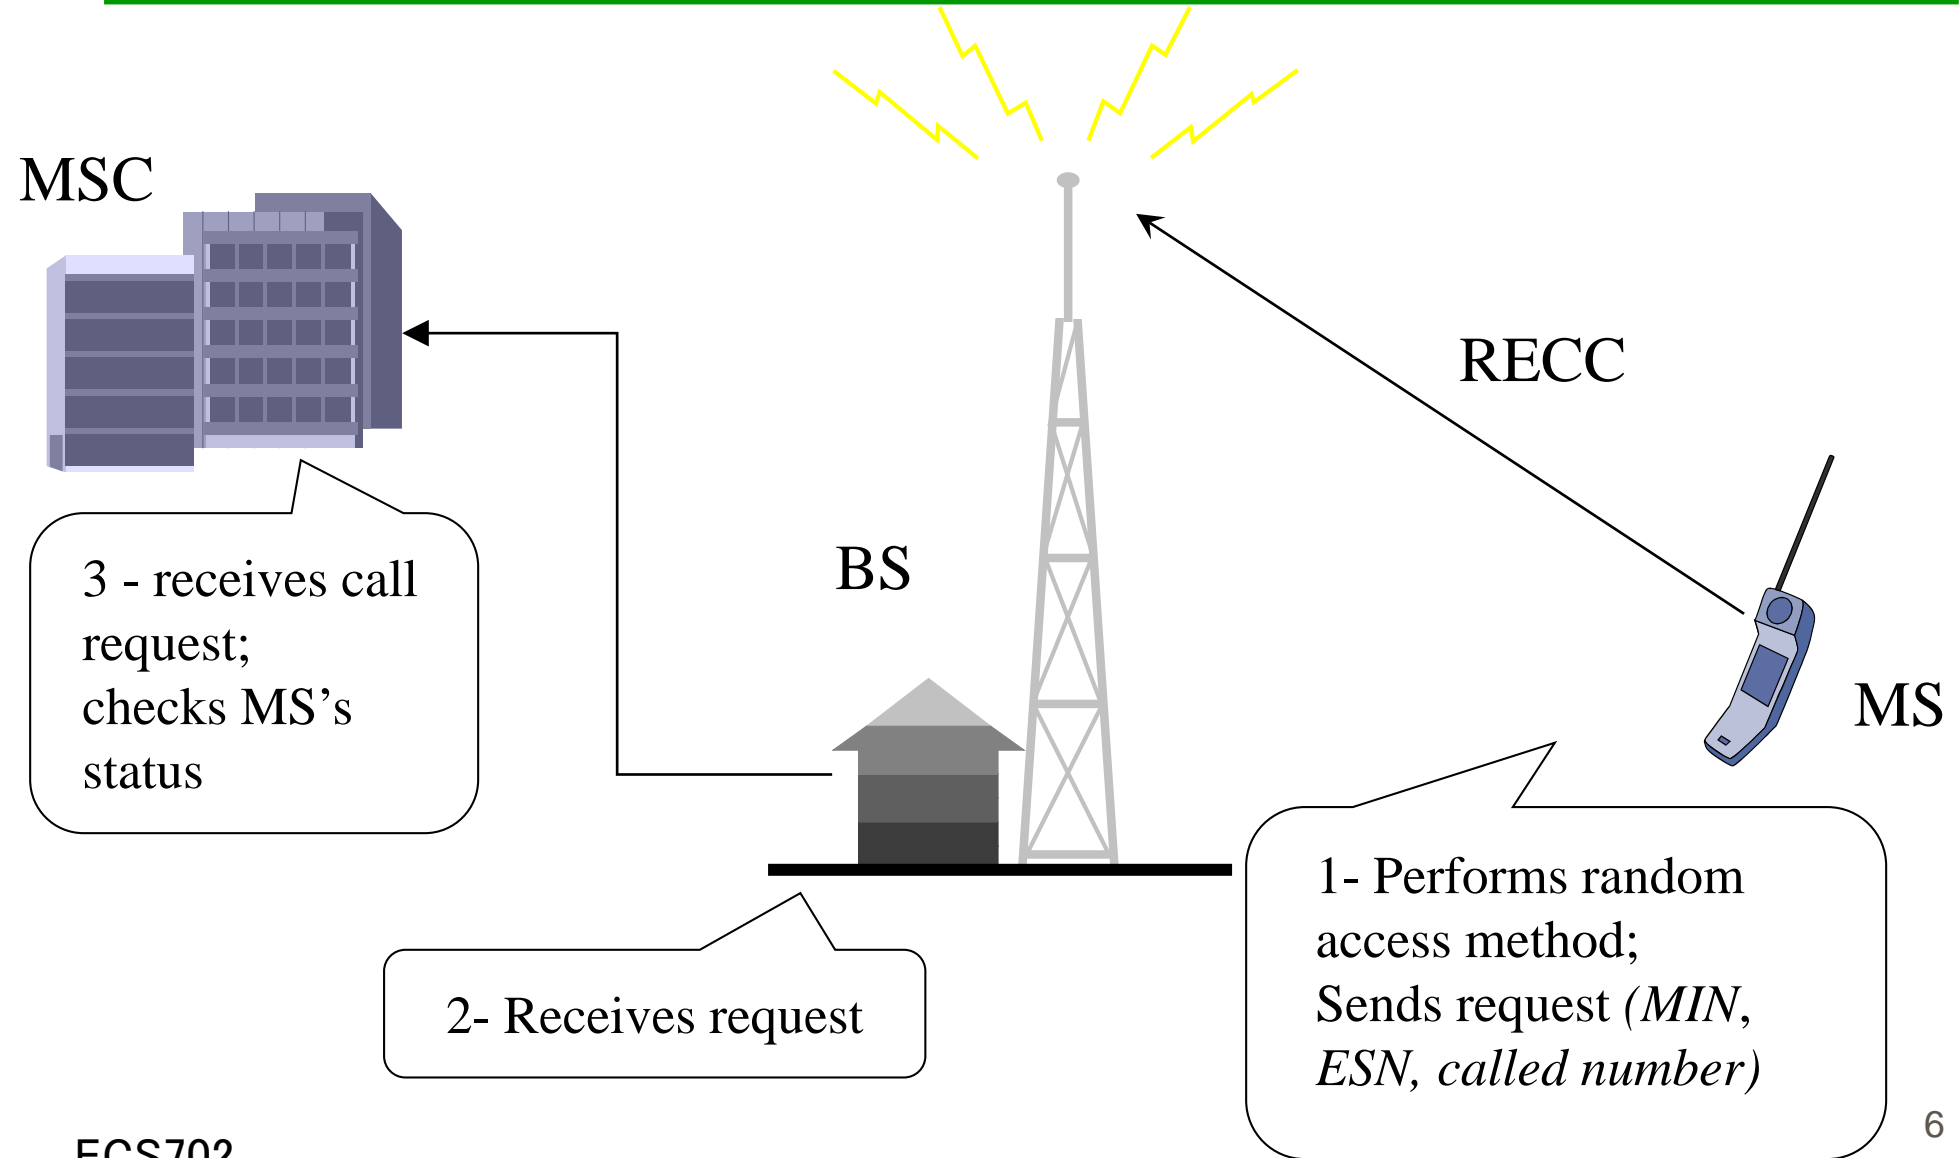 MSC
RECC
BS
MS
3 - receives call
request;
checks MS’s
status
2- Receives request
1- Performs random
access method;
Sends request (MIN,
ESN, called number)
6
ECS702